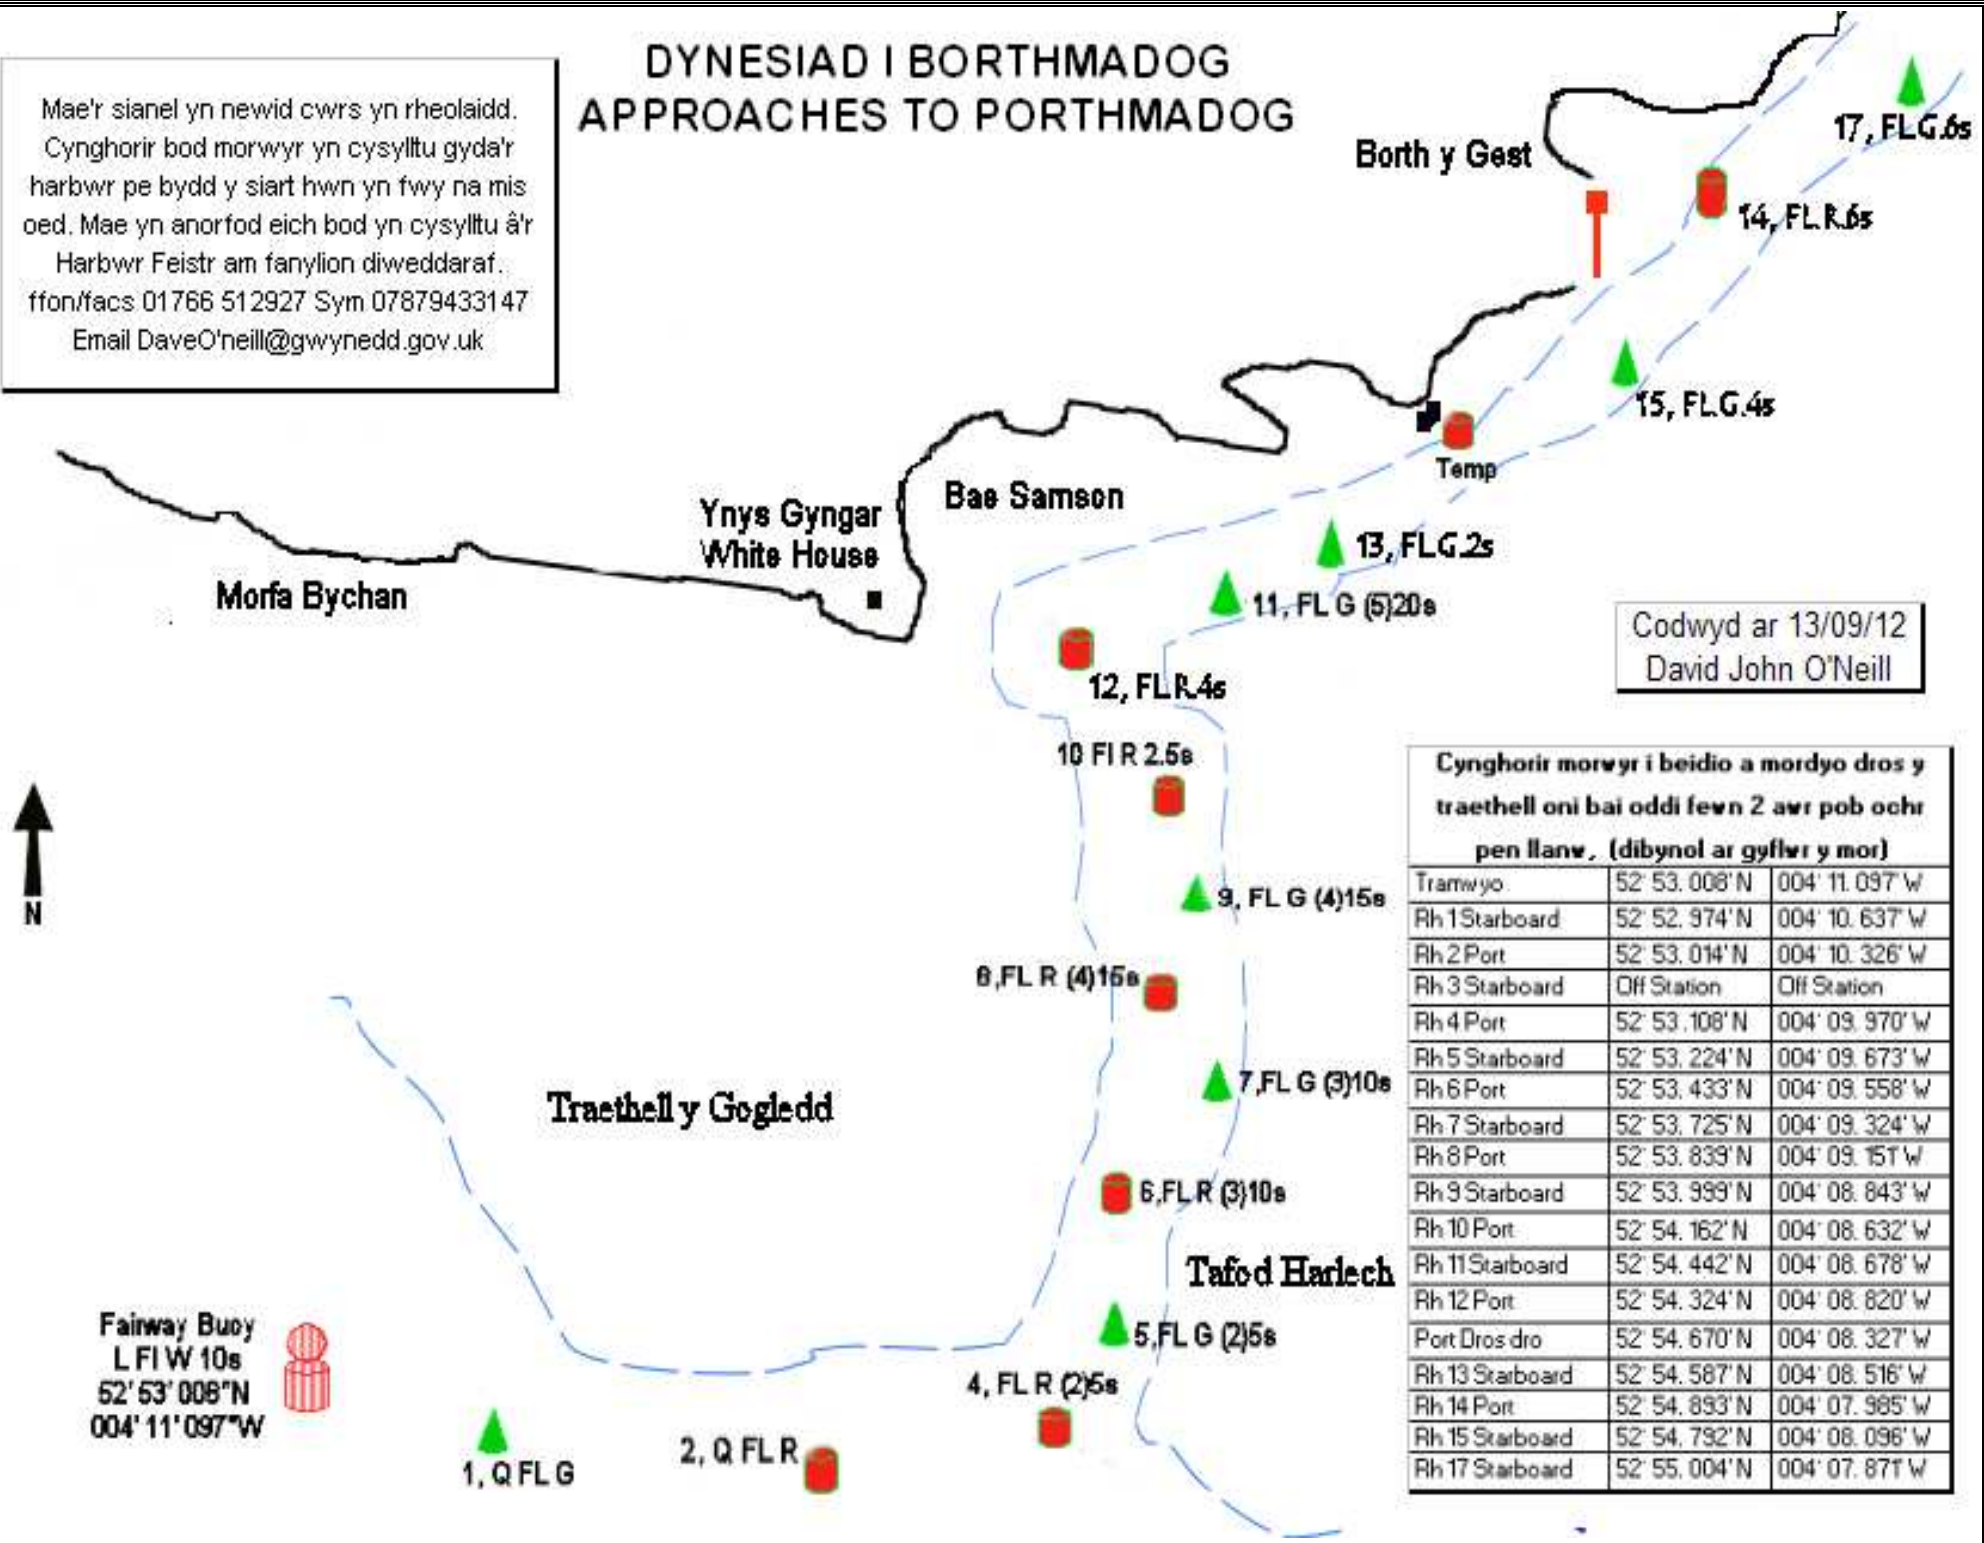 DYNESIAD I BORTHMADOG
APPROACHES TO PORTHMADOG
Mae'r sianel yn newid cwrs yn rheolaidd.
Cynghorir bod morwyr yn cysylltu gyda'r
harbwr pe bydd y siart hwn yn fwy na mis
oed. Mae yn anorfod eich bod yn cysylltu â'r
Harbwr Feistr am fanylion diweddaraf.
ffon/facs 01766 512927 Sym 07879433147
Email DaveO'neill@gwynedd.gov.uk
17, FL.G.6s
Borth y Gest
14, FL.R.6s
15, FL.G.4s
Temp
Bae Samson
Ynys Gyngar
White House
13, FL.G.2s
Morfa Bychan
11, FL G (5)20s
12, FL.R.4s
Codwyd ar 13/09/12
David John O'Neill
10 Fl R 2.5s
N
9, FL G (4)15s
8,FL R (4)15s
7,FL G (3)10s
Traethell y Gogledd
6,FL R (3)10s
Tafod Harlech
5,FL G (2)5s
4, FL R (2)5s
Fairway Buoy
L Fl W 10s
52' 53' 008"N
004' 11' 097"W
1, Q FL G
2, Q FL R
Cynghorir morwyr i beidio a mordyo dros y
traethell oni bai oddi fewn 2 awr pob ochr
pen llanw, (dibynol ar gyflwr y mor)
Tramwyo 52' 53. 008' N 004' 11. 097' W
Rh 1 Starboard 52' 52. 974' N 004' 10. 637' W
Rh 2 Port 52' 53. 014' N 004' 10. 326' W
Rh 3 Starboard Off Station Off Station
Rh 4 Port 52' 53 .108' N 004' 09. 970' W
Rh 5 Starboard 52' 53. 224' N 004' 09. 673' W
Rh 6 Port 52' 53. 433' N 004' 09. 558' W
Rh 7 Starboard 52' 53. 725' N 004' 09. 324' W
Rh 8 Port 52' 53. 839' N 004' 09. 151' W
Rh 9 Starboard 52' 53. 999' N 004' 08. 843' W
Rh 10 Port 52' 54. 162' N 004' 08. 632' W
Rh 11 Starboard 52' 54. 442' N 004' 08. 678' W
Rh 12 Port 52' 54. 324' N 004' 08. 820' W
Port Dros dro 52' 54. 670' N 004' 08. 327' W
Rh 13 Starboard 52' 54. 587' N 004' 08. 516' W
Rh 14 Port 52' 54. 893' N 004' 07. 985' W
Rh 15 Starboard 52' 54. 792' N 004' 08. 096' W
Rh 17 Starboard 52' 55. 004' N 004' 07. 871' W